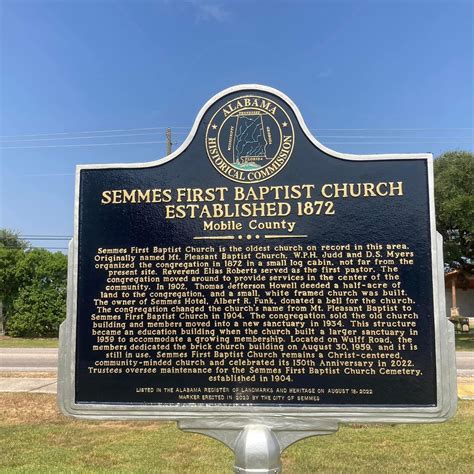 ALABAMA
HISTORICAL COMMISSION
TENNESSEE
FLORIDA
SEMMES FIRST BAPTIST CHURCH
ESTABLISHED 1872
Mobile County
Semmes First Baptist Church is the oldest church on record in this area.
Originally named Mt. Pleasant Baptist Church, W.P.H. Judd and D.S. Myers
organized the congregation in 1872 in a small log cabin, not far from the
present site. Reverend Elias Roberts served as the first pastor. The
congregation moved around to provide services in the center of the
community. In 1902, Thomas Jefferson Howell deeded a half-acre of
land to the congregation, and a small, white framed church was built.
The owner of Semmes Hotel, Albert R. Funk, donated a bell for the church.
The congregation changed the church's name from Mt. Pleasant Baptist to
Semmes First Baptist Church in 1904. The congregation sold the old church
building and members moved into a new sanctuary in 1934. This structure
became an education building when the church built a larger sanctuary in
1959 to accommodate a growing membership. Located on Wulff Road, the
members dedicated the brick church building on August 30, 1959, and it is
still in use. Semmes First Baptist Church remains a Christ-centered,
community-minded church and celebrated its 150th Anniversary in 2022.
Trustees oversee maintenance for the Semmes First Baptist Church Cemetery,
established in 1904.
LISTED IN THE ALABAMA REGISTER OF LANDMARKS AND HERITAGE ON AUGUST 18, 2022
MARKER ERECTED IN 2023 BY THE CITY OF SEMMES